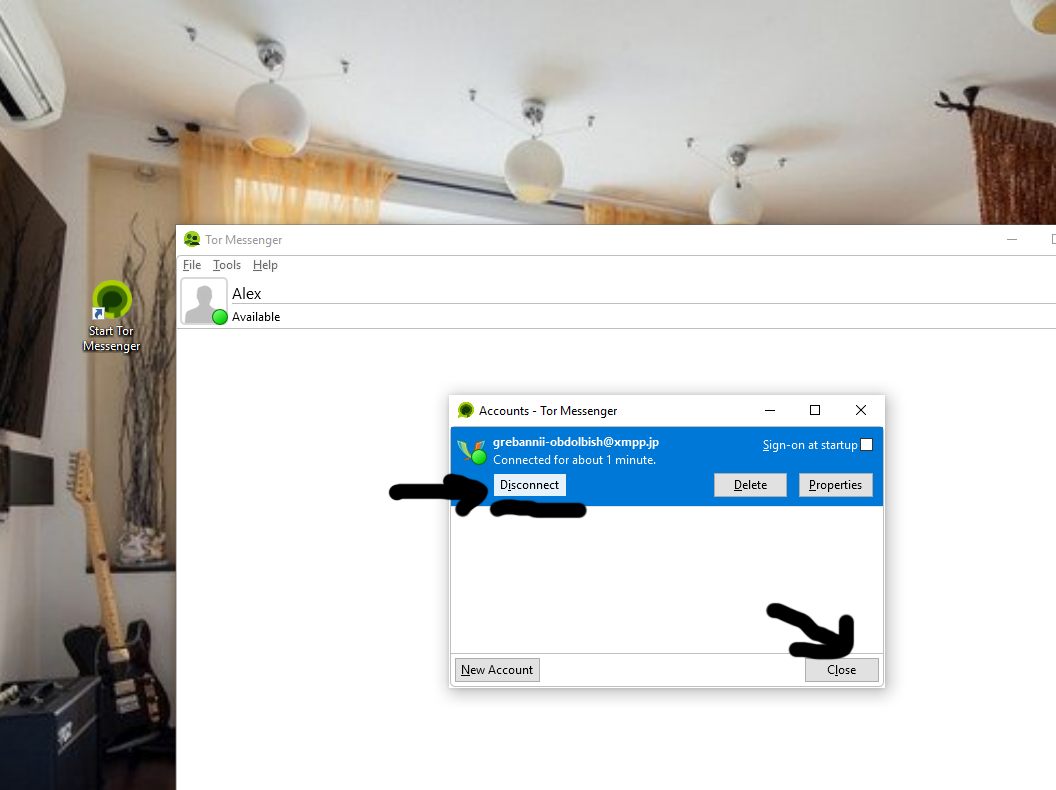 Tor Messenger
File Tools Help
Alex
Available
Start Tor
Messenger
Accounts - Tor Messenger
grebannii-obdolbish@xmpp.jp
Sign-on at startup
Connected for about 1 minute.
Disconnect Delete Properties
New Account Close